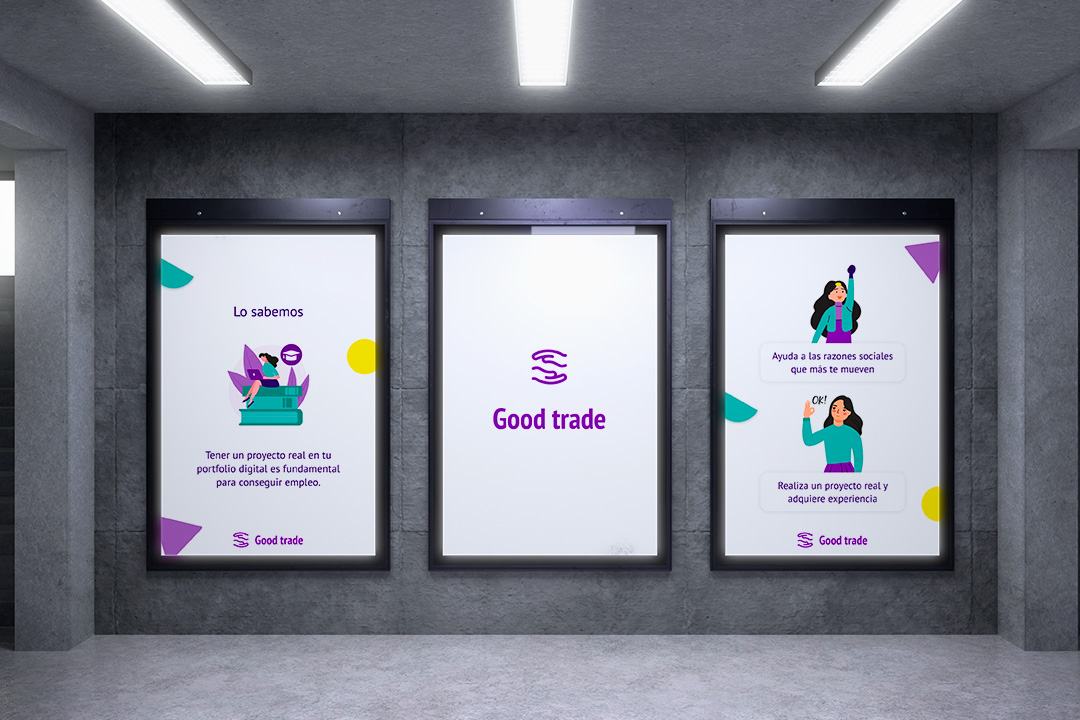 Lo sabemos
Tener un proyecto real en tu
portfolio digital es fundamental
para conseguir empleo.
Good trade
Good trade
Ayuda a las razones sociales
que más te mueven
OK!
Realiza un proyecto real y
adquiere experiencia
Good trade